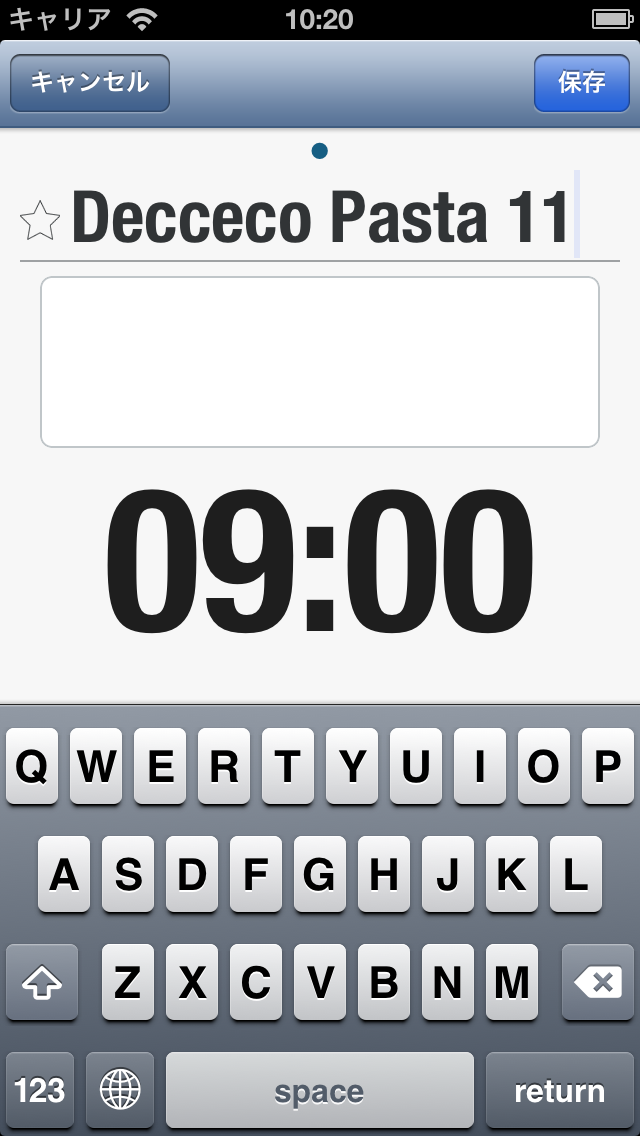 キャリア 10:20
キャンセル 保存
Decceco Pasta 11
09:00
Q W E R T Y U I O P
A S D F G H J K L
Z X C V B N M
123 space return